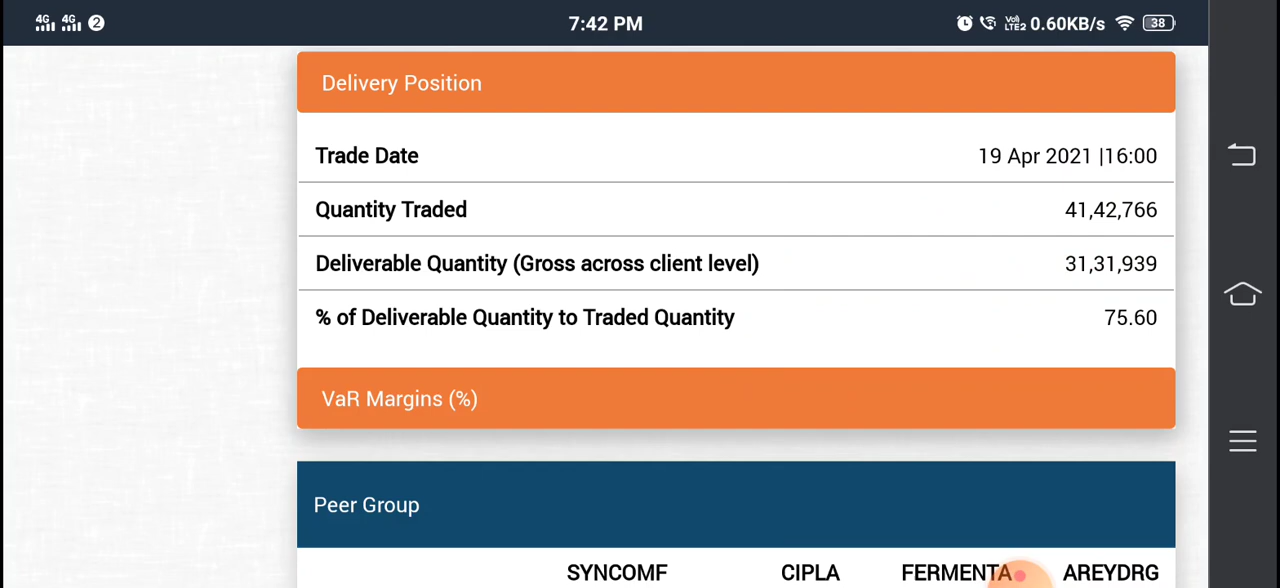 4G 4G 2 7:42 PM VoI) LTE2 0.60KB/s 38
Delivery Position
Trade Date 19 Apr 2021 |16:00
Quantity Traded 41,42,766
Deliverable Quantity (Gross across client level) 31,31,939
% of Deliverable Quantity to Traded Quantity 75.60
VaR Margins (%)
Peer Group
SYNCOMF CIPLA FERMENTA AREYDRG